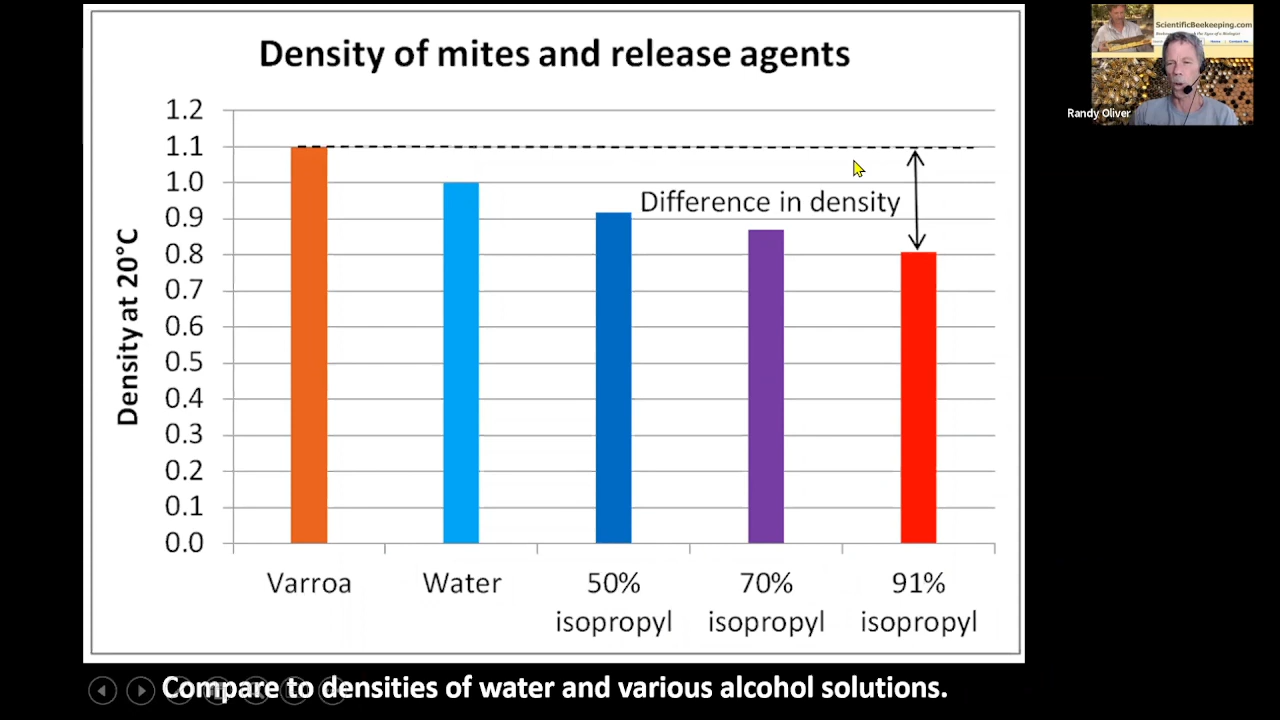 Density of mites and release agents
1.2
1.1
1.0
0.9
0.8
0.7
0.6
0.5
0.4
0.3
0.2
0.1
0.0
Density at 20°C
Difference in density
Varroa
Water
50%
isopropyl
70%
isopropyl
91%
isopropyl
Compare to densities of water and various alcohol solutions.
ScientificBeekeeping.com
Randy Oliver